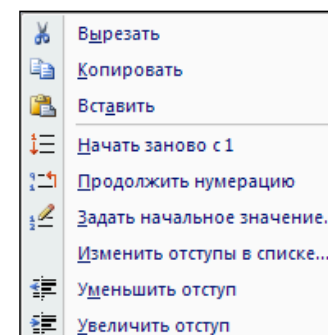 Вырезать
Копировать
Вставить
Начать заново с 1
Продолжить нумерацию
Задать начальное значение.
Изменить отступы в списке...
Уменьшить отступ
Увеличить отступ